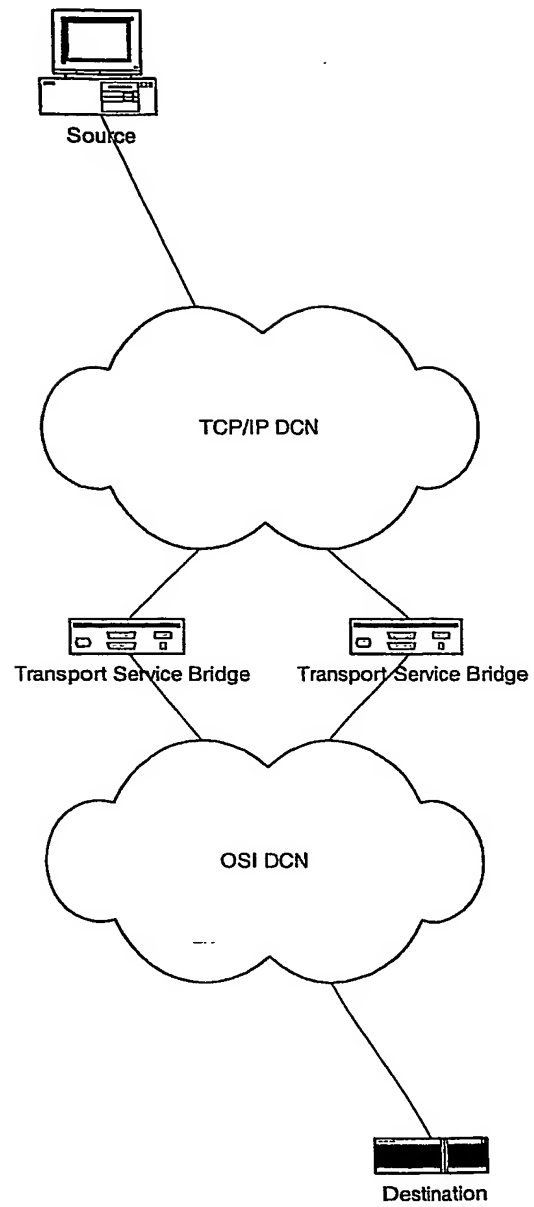 Source
TCP/IP DCN
Transport Service Bridge
Transport Service Bridge
OSI DCN
Destination